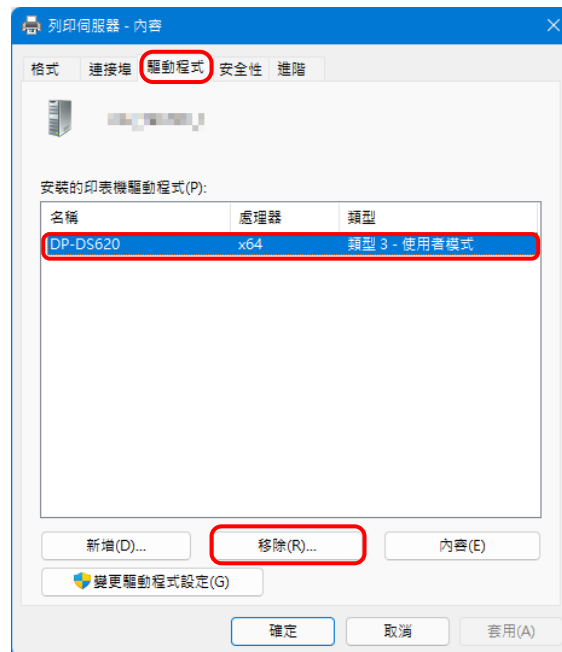 列印伺服器 - 內容
格式 連接埠 驅動程式 安全性 進階
安裝的印表機驅動程式(P):
名稱 處理器 類型
DP-DS620 x64 類型 3 - 使用者模式
新增(D)... 移除(R)... 內容(E)
變更驅動程式設定(G)
確定 取消 套用(A)